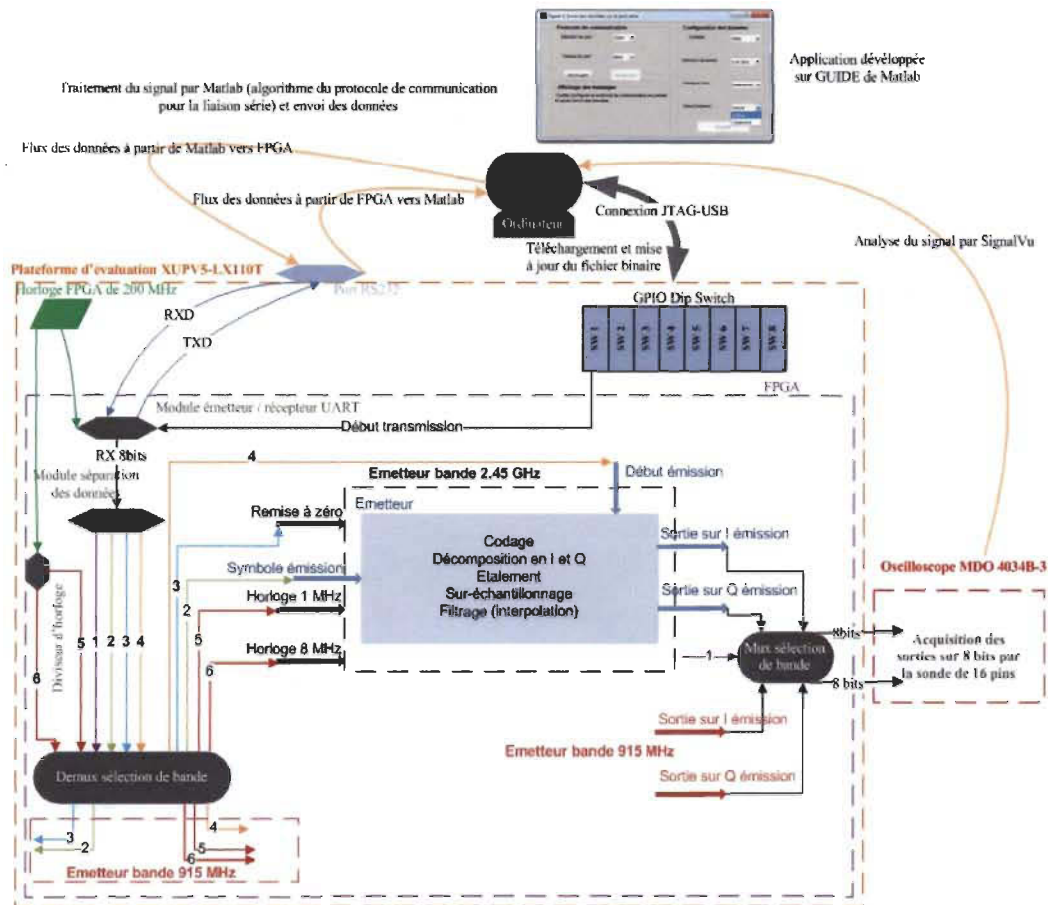 Application développée
sur GUIDE de Matlab
Traitement du signal par Matlab (algorithme du protocole de communication
pour la liaison série) et envoi des données
Flux des données à partir de Matlab vers FPGA
Flux des données à partir de FPGA vers Matlab
Ordinateur
Connexion JTAG-USB
Téléchargement et mise
à jour du fichier binaire
Analyse du signal par SignalVu
Plateforme d'évaluation XUPV5-LX110T
Horloge FPGA de 200 MHz
Port RS232
RXD
TXD
GPIO Dip Switch
SW 1
SW 2
SW 3
SW 4
SW 5
SW 6
SW 7
SW 8
FPGA
Module émetteur / récepteur UART
Début transmission
RX 8bits
Module séparation
des données
4
Emetteur bande 2.45 GHz
Début émission
Emetteur
Remise à zéro
Symbole émission
Horloge 1 MHz
Horloge 8 MHz
Codage
Décomposition en I et Q
Etalement
Sur-échantillonnage
Filtrage (interpolation)
Sortie sur I émission
Sortie sur Q émission
Oscilloscope MDO 4034B-3
Acquisition des
sorties sur 8 bits par
la sonde de 16 pins
8bits
8 bits
Mux sélection
de bande
1
Diviseur d'horloge
6
5
1
2
3
4
3
2
5
6
Sortie sur I émission
Emetteur bande 915 MHz
Sortie sur Q émission
Demux sélection de bande
3
2
4
5
6
Emetteur bande 915 MHz